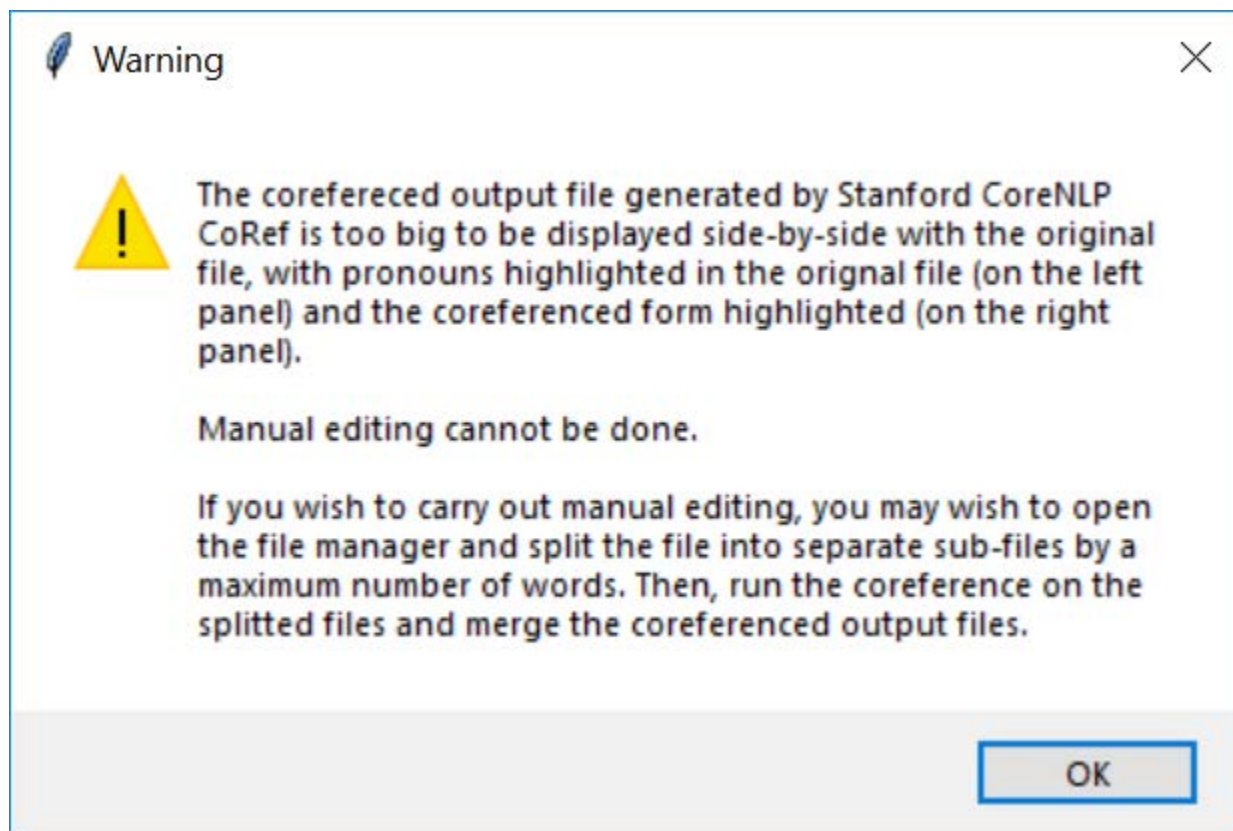 Warning
The corefereced output file generated by Stanford CoreNLP
CoRef is too big to be displayed side-by-side with the original
file, with pronouns highlighted in the orignal file (on the left
panel) and the coreferenced form highlighted (on the right
panel).
Manual editing cannot be done.
If you wish to carry out manual editing, you may wish to open
the file manager and split the file into separate sub-files by a
maximum number of words. Then, run the coreference on the
splitted files and merge the coreferenced output files.
OK